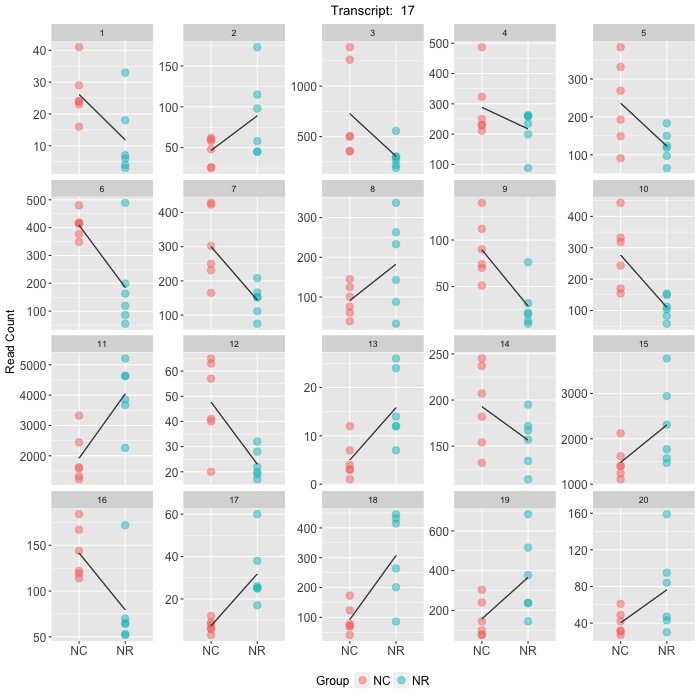 Transcript: 17
1 2 3 4 5
40 30 20 10
150 100 50
1000 500
500 400 300 200 100
300 200 100
6 7 8 9 10
500 400 300 200 100
400 300 200 100
300 200 100
100 50
400 300 200 100
Read Count
11 12 13 14 15
5000 4000 3000 2000
60 50 40 30 20
20 10 0
250 200 150
3000 2000 1000
16 17 18 19 20
150 100 50
60 40 20
400 300 200 100
600 400 200
160 120 80 40
NC NR NC NR NC NR NC NR NC NR
Group NC NR